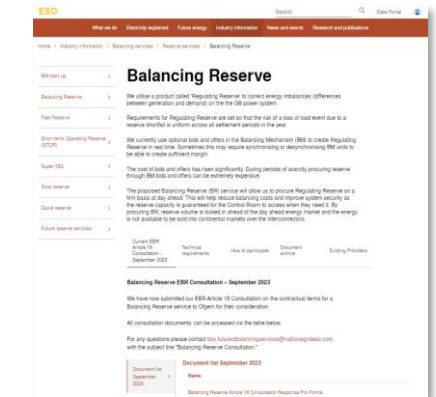 ESO
Search
Data Portal
What we do Electricity explained Future energy Industry information News and events Research and publications
Home / Industry information / Balancing services / Reserve services / Balancing Reserve
BM start up
Balancing Reserve
Fast Reserve
Short-term Operating Reserve
(STOR)
Super SEL
Slow reserve
Quick reserve
Future reserve services
Balancing Reserve
We utilise a product called 'Regulating Reserve' to correct energy imbalances (differences
between generation and demand) on the GB power system.
Requirements for Regulating Reserve are set so that the risk of a loss of load event due to a
reserve shortfall is uniform across all settlement periods in the year.
We currently use optional bids and offers in the Balancing Mechanism (BM) to create Regulating
Reserve in real time. Sometimes this may require synchronising or desynchronising BM units to
be able to create sufficient margin.
The cost of bids and offers has risen significantly. During periods of scarcity procuring reserve
through BM bids and offers can be extremely expensive.
The proposed Balancing Reserve (BR) service will allow us to procure Regulating Reserve on a
firm basis at day ahead. This will help reduce balancing costs and improve system security as
the reserve capacity is guaranteed for the Control Room to access when they need it. By
procuring BR, reserve volume is locked in ahead of the day ahead energy market and the energy
is not available to be sold into continental markets over the interconnectors.
Current EBR
Article 18
Consultation -
September 2023
Technical
requirements
How to participate
Document
archive
Existing Providers
Balancing Reserve EBR Consultation – September 2023
We have now submitted our EBR Article 18 Consultation on the contractual terms for a
Balancing Reserve service to Ofgem for their consideration.
All consultation documents can be accessed via the table below.
For any questions please contact box.futureofbalancingservices@nationalgrideso.com
with the subject line "Balancing Reserve Consultation."
Document list
September
2023
Document list September 2023
Name
Balancing Reserve Article 18 Consultation Response Pro Forma